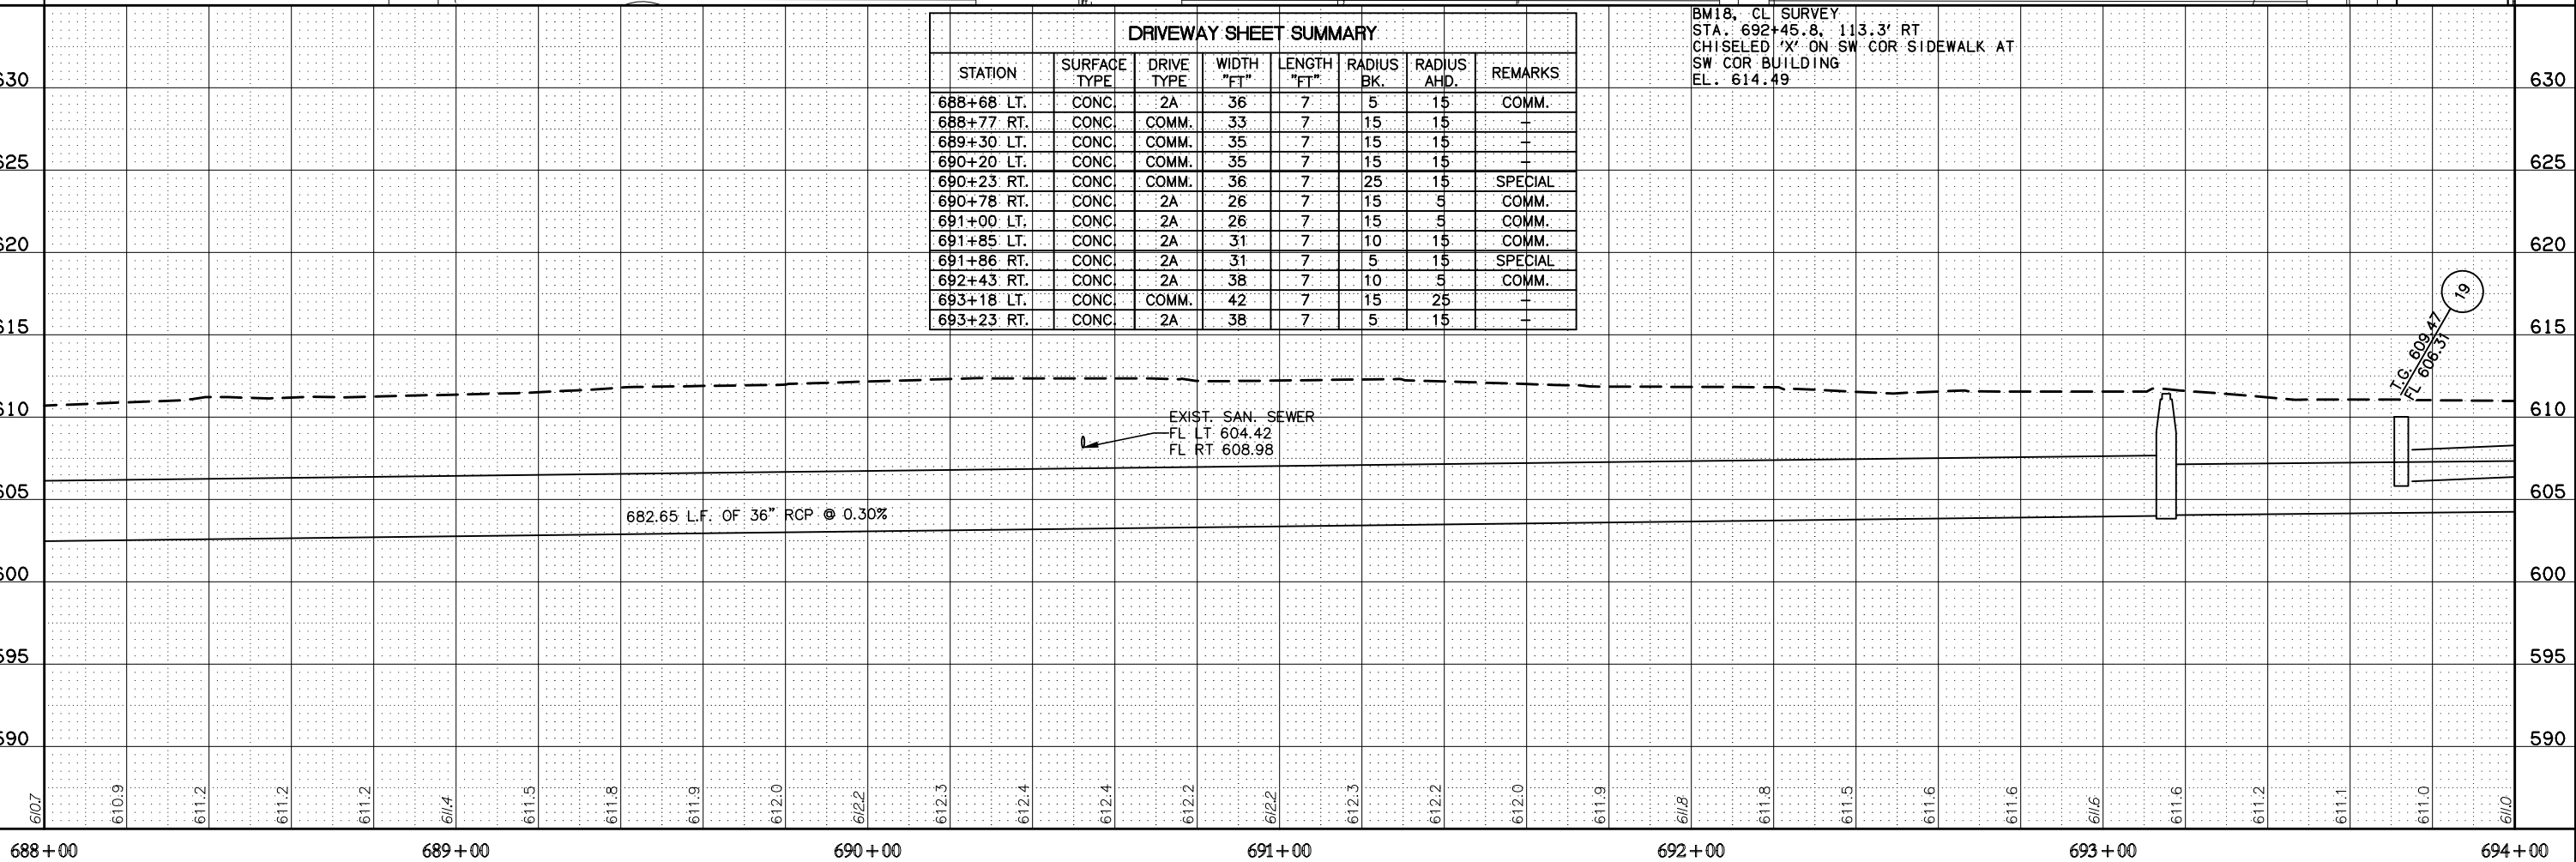 DRIVEWAY SHEET SUMMARY
STATION SURFACE TYPE DRIVE TYPE WIDTH "FT" LENGTH "FT" RADIUS BK. RADIUS AHD. REMARKS
688+68 LT. CONC. 2A 36 7 5 15 COMM.
688+77 RT. CONC. COMM. 33 7 15 15 –
689+30 LT. CONC. COMM. 35 7 15 15 –
690+20 LT. CONC. COMM. 35 7 15 15 –
690+23 RT. CONC. COMM. 36 7 25 15 SPECIAL
690+78 RT. CONC. 2A 26 7 15 5 COMM.
691+00 LT. CONC. 2A 26 7 15 5 COMM.
691+85 LT. CONC. 2A 31 7 10 15 COMM.
691+86 RT. CONC. 2A 31 7 5 15 SPECIAL
692+43 RT. CONC. 2A 38 7 10 5 COMM.
693+18 LT. CONC. COMM. 42 7 15 25 –
693+23 RT. CONC. 2A 38 7 5 15 –
BM18, CL SURVEY
STA. 692+45.8, 113.3' RT
CHISELED 'X' ON SW COR SIDEWALK AT
SW COR BUILDING
EL. 614.49
630 630
625 625
620 620
615 615
610 610
605 605
600 600
595 595
590 590
19
T.G. 609.47
FL 606.31
EXIST. SAN. SEWER
FL LT 604.42
FL RT 608.98
682.65 L.F. OF 36" RCP @ 0.30%
610.7 610.9 611.2 611.2 611.2 611.4 611.5 611.8 611.9 612.0 612.2 612.3 612.4 612.4 612.2 612.2 612.3 612.2 612.0 611.9 611.8 611.8 611.5 611.6 611.6 611.6 611.6 611.2 611.1 611.0 611.0
688+00 689+00 690+00 691+00 692+00 693+00 694+00